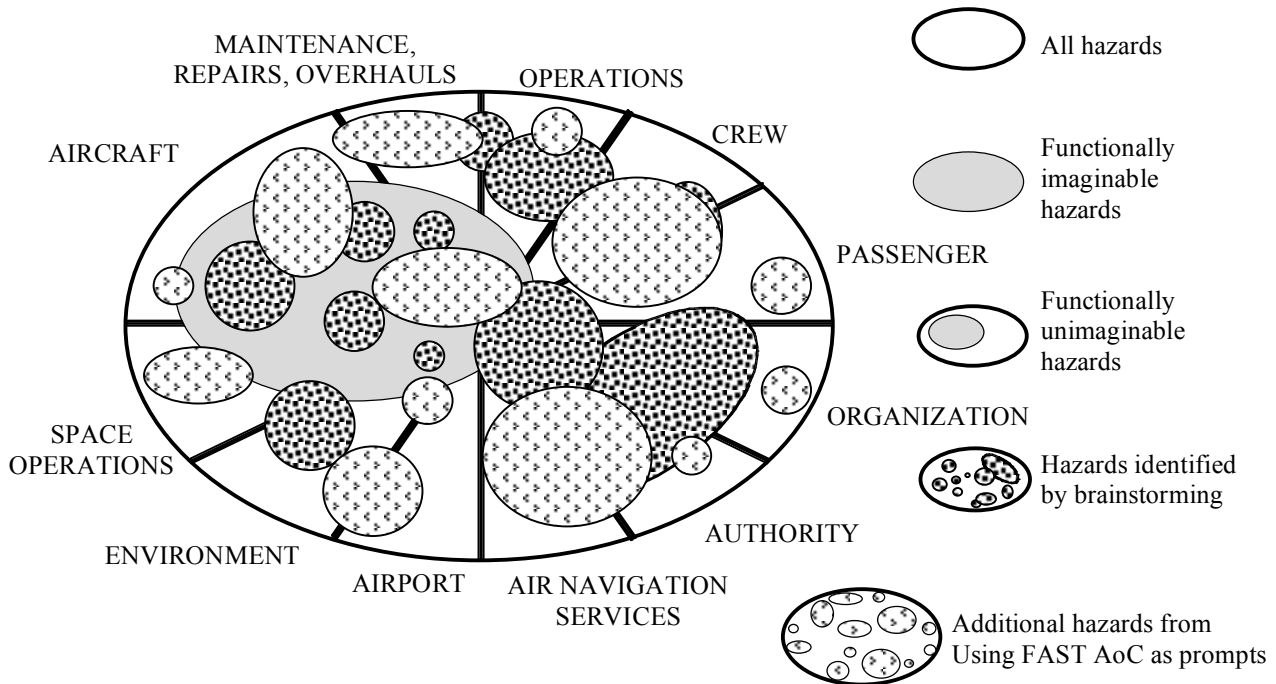 MAINTENANCE,
REPAIRS, OVERHAULS
OPERATIONS
CREW
AIRCRAFT
PASSENGER
ORGANIZATION
SPACE
OPERATIONS
AUTHORITY
ENVIRONMENT
AIRPORT
AIR NAVIGATION
SERVICES
All hazards
Functionally
imaginable
hazards
Functionally
unimaginable
hazards
Hazards identified
by brainstorming
Additional hazards from
Using FAST AoC as prompts